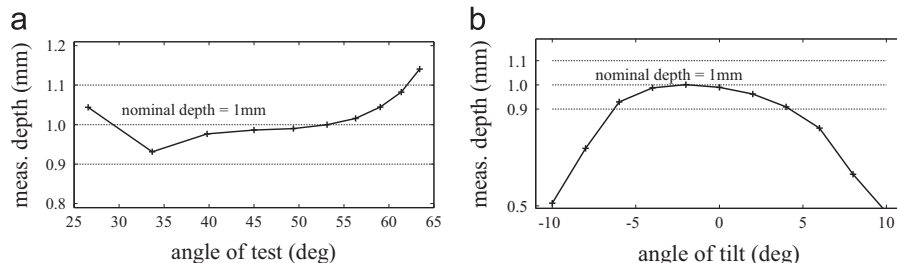 a
meas. depth (mm)
1.2
1.1
1.0
0.9
0.8
nominal depth = 1mm
25 30 35 40 45 50 55 60 65
angle of test (deg)
b
meas. depth (mm)
1.1
1.0
0.9
0.5
nominal depth = 1mm
-10 -5 0 5 10
angle of tilt (deg)